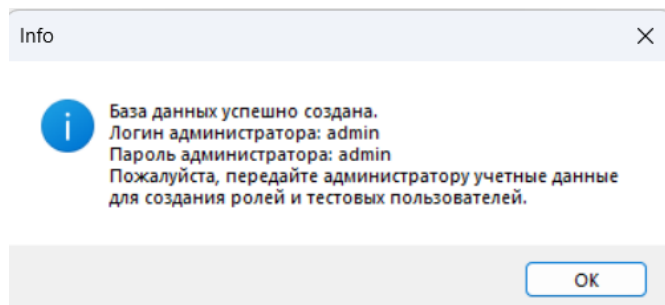 Info
База данных успешно создана.
Логин администратора: admin
Пароль администратора: admin
Пожалуйста, передайте администратору учетные данные
для создания ролей и тестовых пользователей.
OK